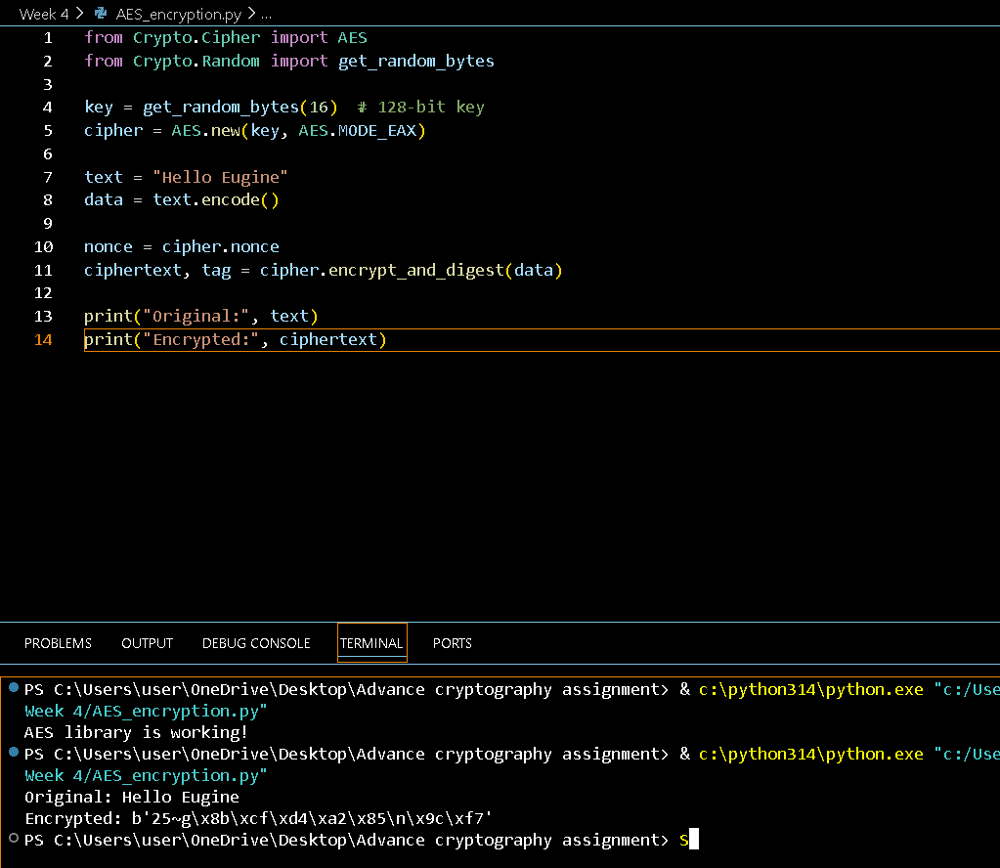 Week 4 > AES_encryption.py > ...
1 from Crypto.Cipher import AES
2 from Crypto.Random import get_random_bytes
3
4 key = get_random_bytes(16)  # 128-bit key
5 cipher = AES.new(key, AES.MODE_EAX)
6
7 text = "Hello Eugine"
8 data = text.encode()
9
10 nonce = cipher.nonce
11 ciphertext, tag = cipher.encrypt_and_digest(data)
12
13 print("Original:", text)
14 print("Encrypted:", ciphertext)
PROBLEMS OUTPUT DEBUG CONSOLE TERMINAL PORTS
PS C:\Users\user\OneDrive\Desktop\Advance cryptography assignment> & c:\python314\python.exe "c:/Use
Week 4/AES_encryption.py"
AES library is working!
PS C:\Users\user\OneDrive\Desktop\Advance cryptography assignment> & c:\python314\python.exe "c:/Use
Week 4/AES_encryption.py"
Original: Hello Eugine
Encrypted: b'25~g\x8b\xcf\xd4\xa2\x85\n\x9c\xf7'
PS C:\Users\user\OneDrive\Desktop\Advance cryptography assignment> S